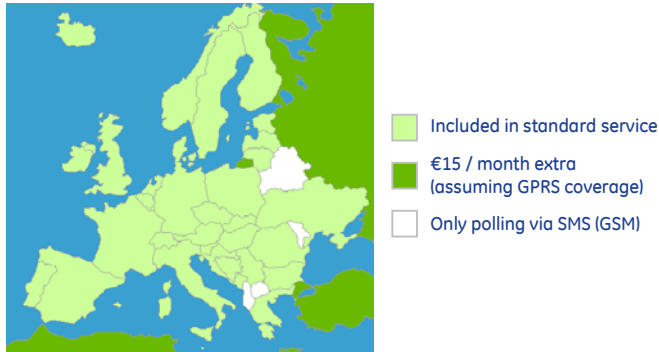 Included in standard service
€15 / month extra
(assuming GPRS coverage)
Only polling via SMS (GSM)